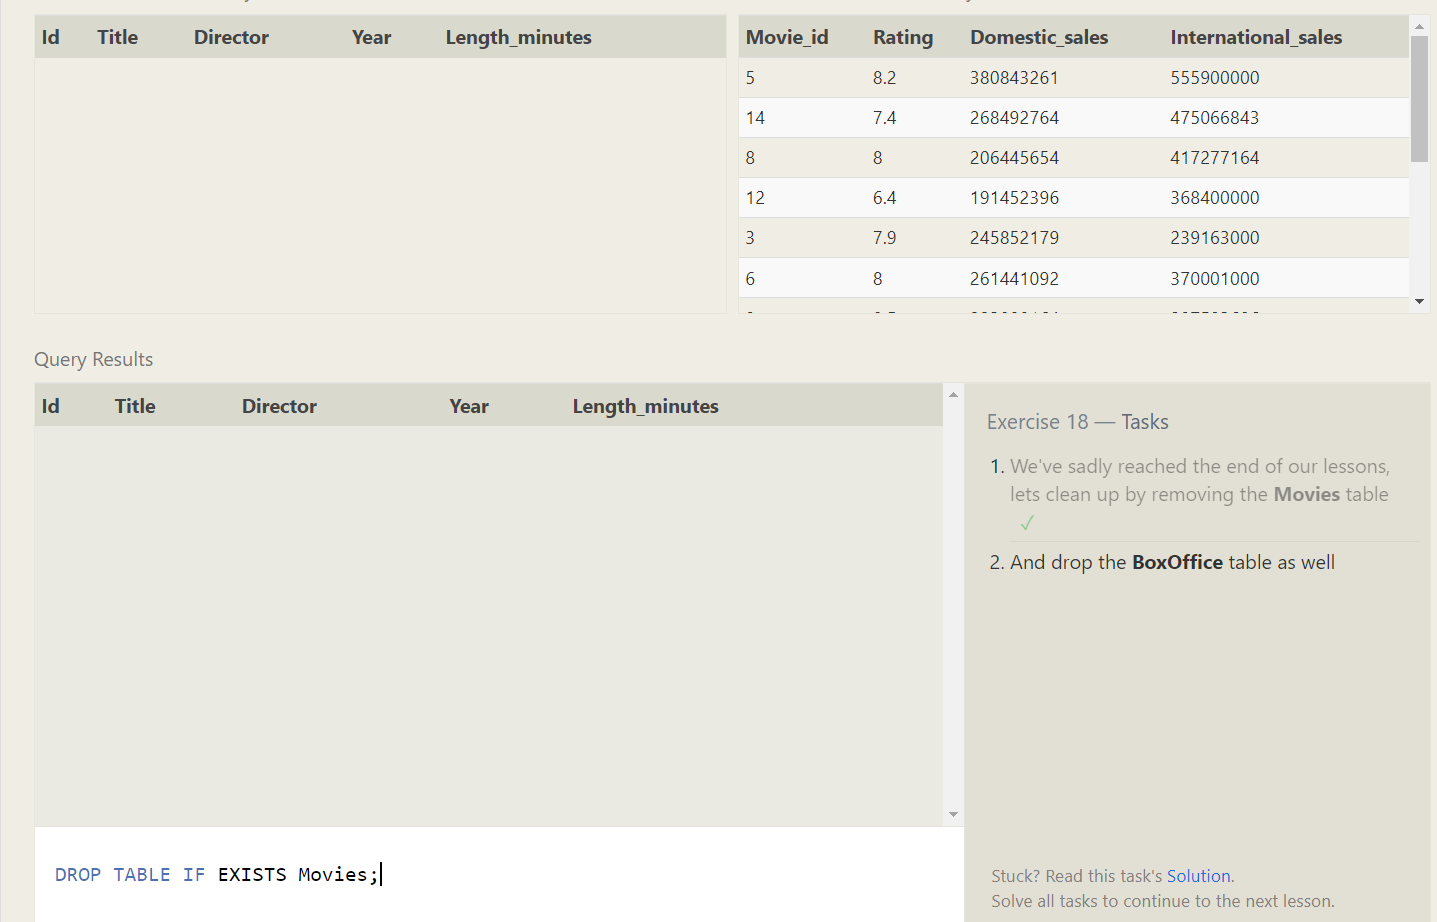 Id Title Director Year Length_minutes
Movie_id Rating Domestic_sales International_sales
5 8.2 380843261 555900000
14 7.4 268492764 475066843
8 8 206445654 417277164
12 6.4 191452396 368400000
3 7.9 245852179 239163000
6 8 261441092 370001000
Query Results
Id Title Director Year Length_minutes
Exercise 18 — Tasks
1. We've sadly reached the end of our lessons,
lets clean up by removing the Movies table
✓
2. And drop the BoxOffice table as well
DROP TABLE IF EXISTS Movies;
Stuck? Read this task's Solution.
Solve all tasks to continue to the next lesson.